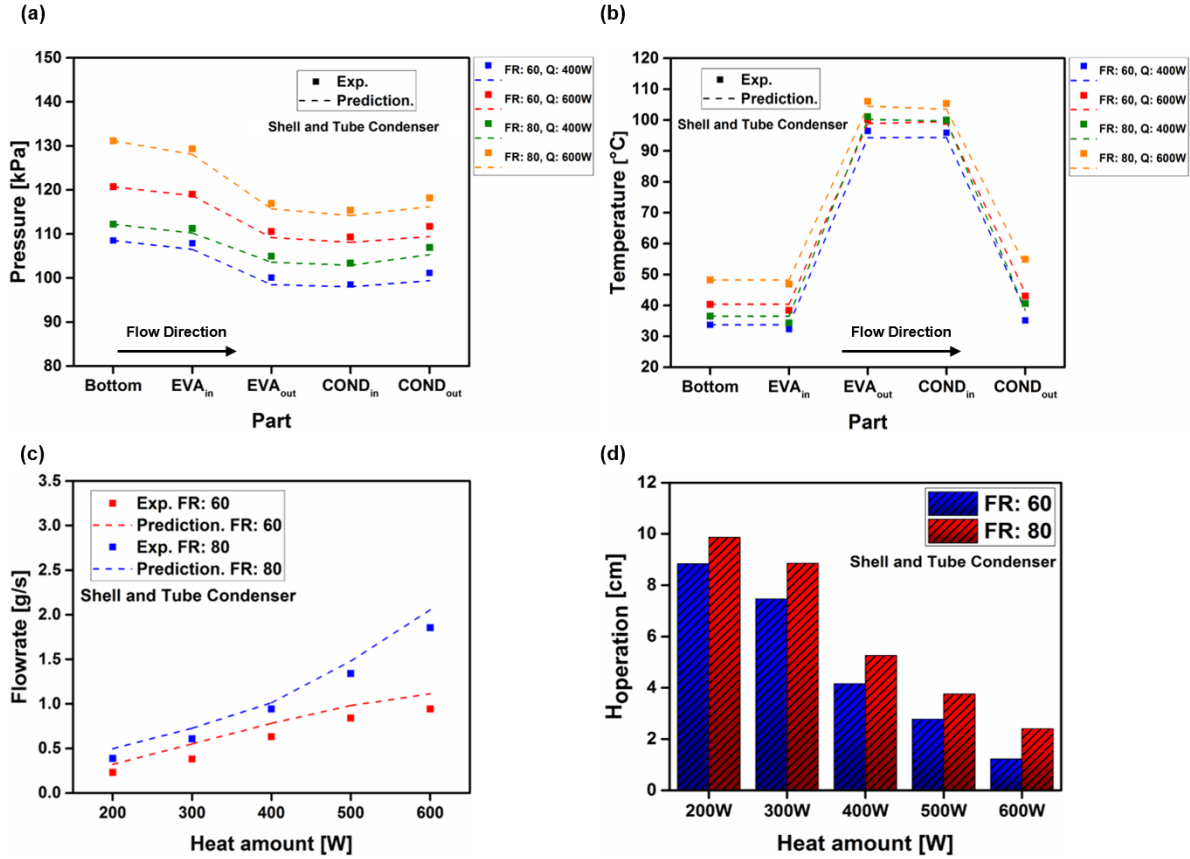 (a)
150
140
130
120
110
100
90
80
Pressure [kPa]
Exp.
Prediction.
Shell and Tube Condenser
FR: 60, Q: 400W
FR: 60, Q: 600W
FR: 80, Q: 400W
FR: 80, Q: 600W
Flow Direction
Bottom EVAin EVAout CONDin CONDout
Part
(b)
120
110
100
90
80
70
60
50
40
30
20
Temperature [°C]
Exp.
Prediction.
Shell and Tube Condenser
FR: 60, Q: 400W
FR: 60, Q: 600W
FR: 80, Q: 400W
FR: 80, Q: 600W
Flow Direction
Bottom EVAin EVAout CONDin CONDout
Part
(c)
3.5
3.0
2.5
2.0
1.5
1.0
0.5
0.0
Flowrate [g/s]
Exp. FR: 60
Prediction. FR: 60
Exp. FR: 80
Prediction. FR: 80
Shell and Tube Condenser
200 300 400 500 600
Heat amount [W]
(d)
12
10
8
6
4
2
0
Hoperation [cm]
FR: 60
FR: 80
Shell and Tube Condenser
200W 300W 400W 500W 600W
Heat amount [W]